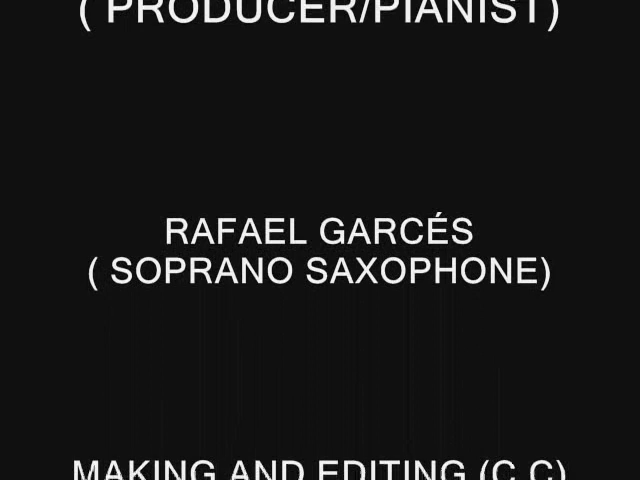 ( PRODUCER/PIANIST)
RAFAEL GARCÉS
( SOPRANO SAXOPHONE)
MAKING AND EDITING (C.C)